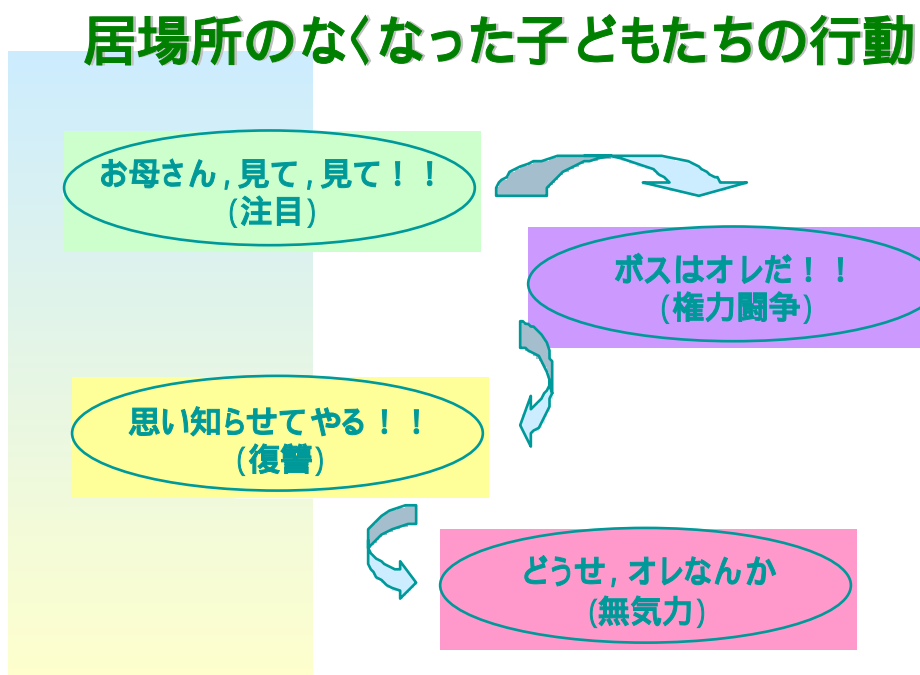 居場所のなくなった子どもたちの行動
お母さん,見て,見て！！
(注目)
ボスはオレだ！！
(権力闘争)
思い知らせてやる！！
(復讐)
どうせ,オレなんか
(無気力)